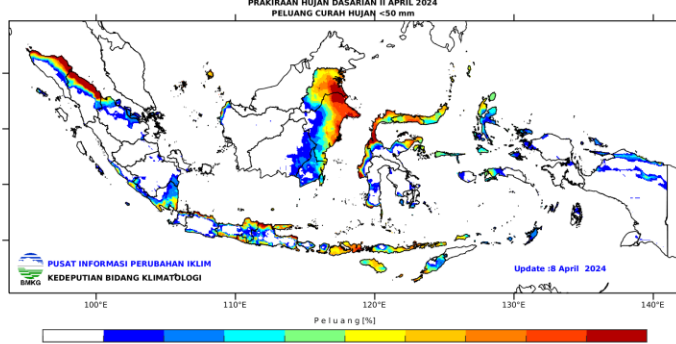 PRAKIRAAN HUJAN DASARIAN II APRIL 2024
PELUANG CURAH HUJAN <50 mm
PUSAT INFORMASI PERUBAHAN IKLIM
KEDEPUTIAN BIDANG KLIMATOLOGI
BMKG
Update :8 April 2024
100°E 110°E 120°E 130°E 140°E
Peluang[%]